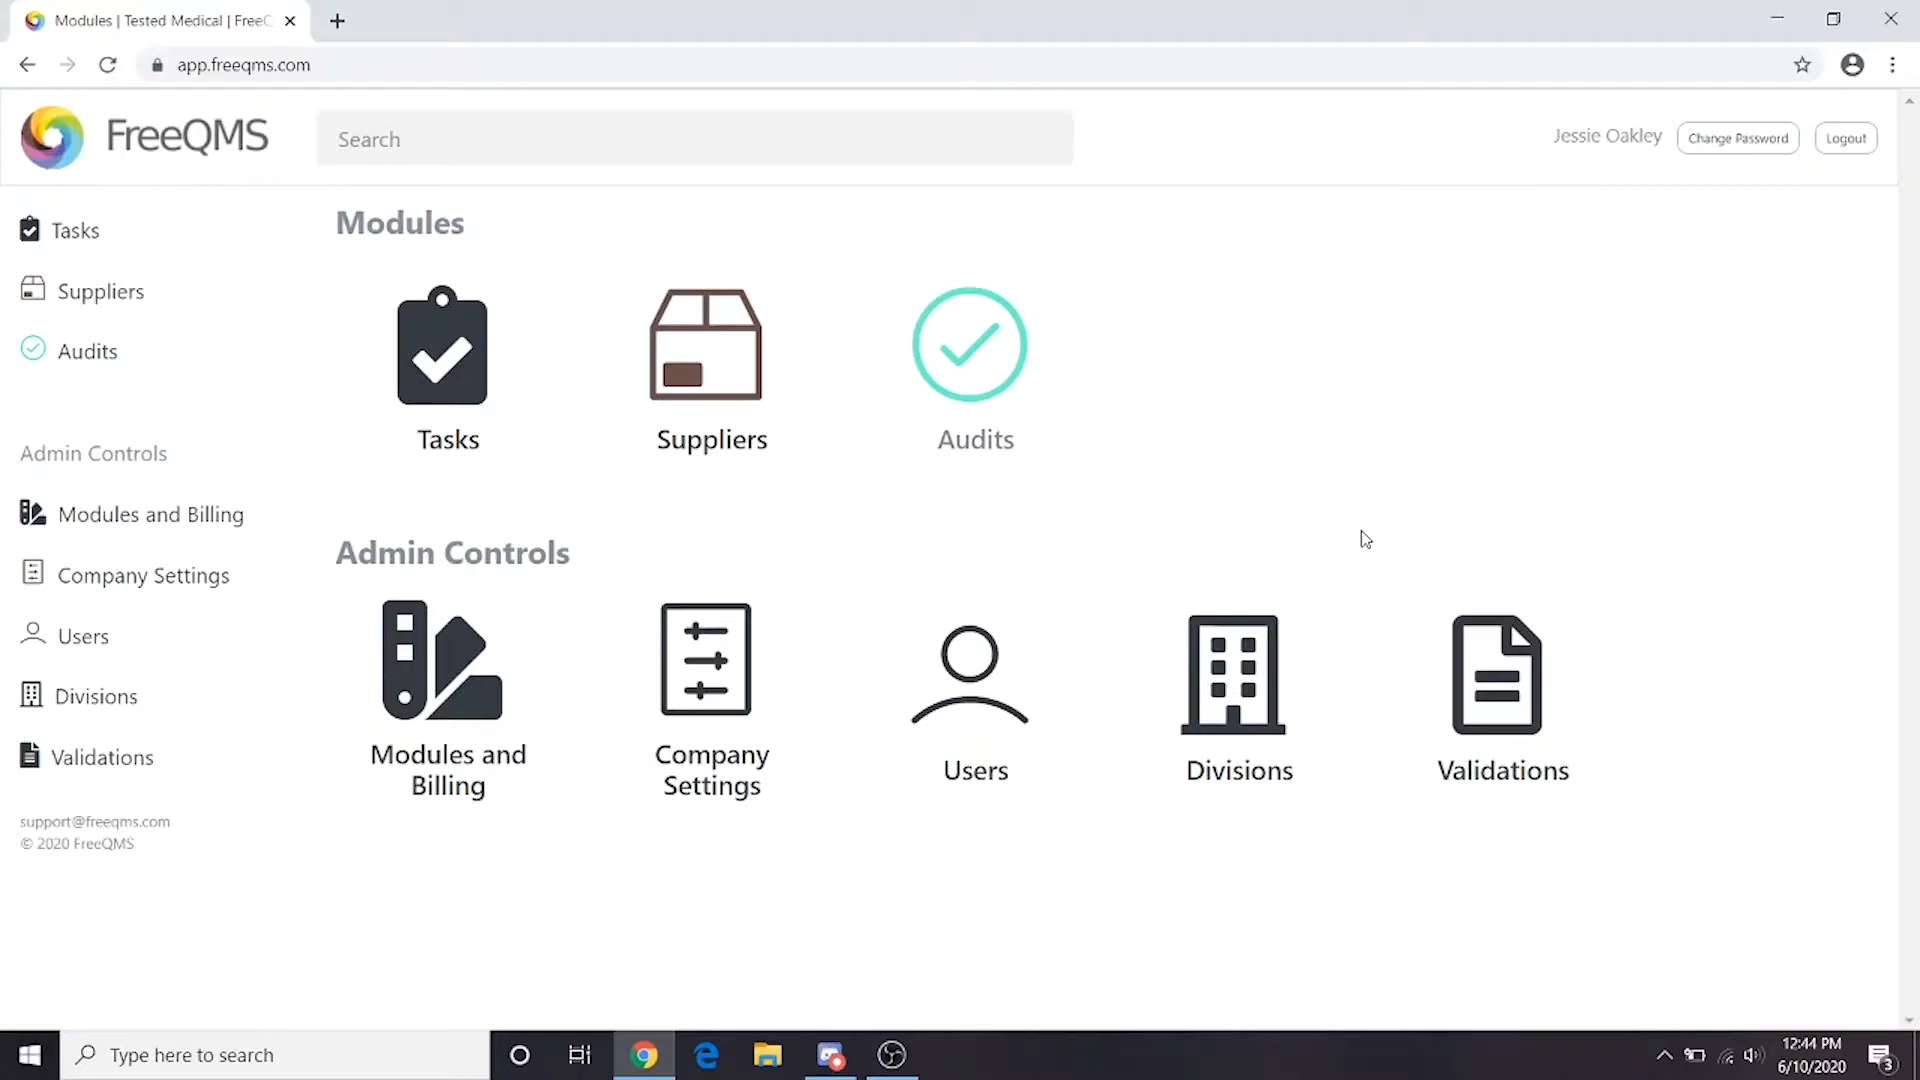 Modules | Tested Medical | FreeQ
app.freeqms.com
FreeQMS
Search
Jessie Oakley
Change Password
Logout
Tasks
Suppliers
Audits
Admin Controls
Modules and Billing
Company Settings
Users
Divisions
Validations
support@freeqms.com
© 2020 FreeQMS
Modules
Tasks
Suppliers
Audits
Admin Controls
Modules and
Billing
Company
Settings
Users
Divisions
Validations
Type here to search
12:44 PM
6/10/2020
3